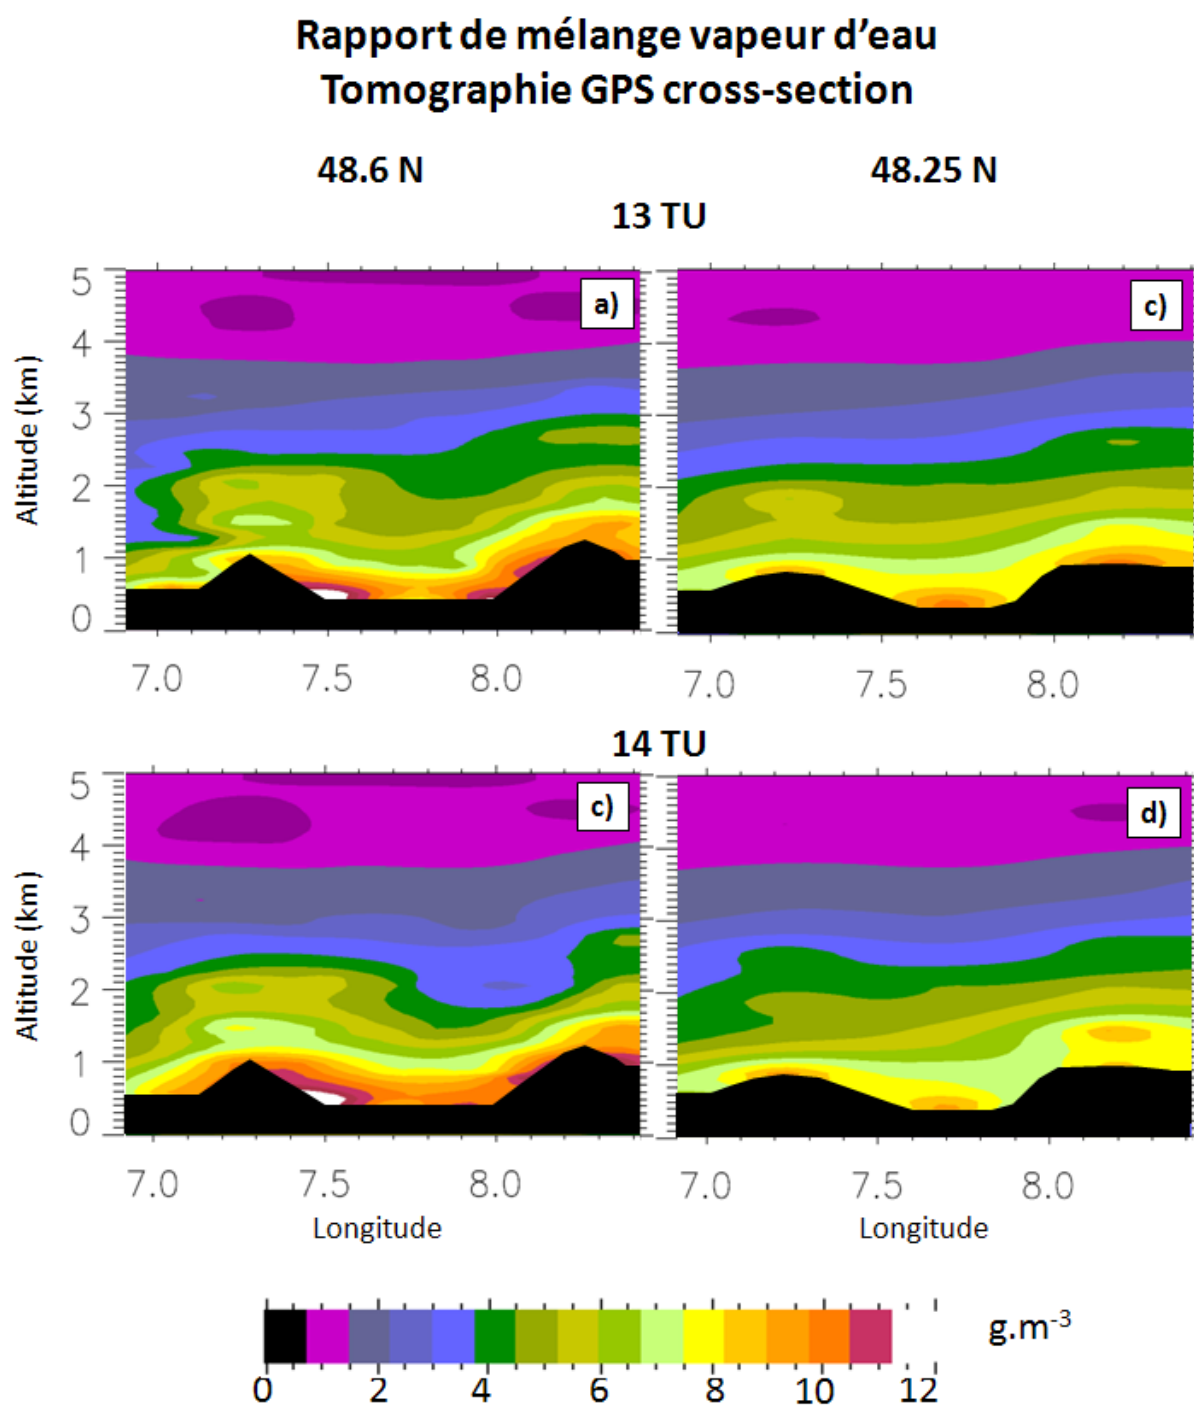 Rapport de mélange vapeur d’eau
Tomographie GPS cross-section
48.6 N 48.25 N
13 TU
a) c)
5
4
3
2
1
0
Altitude (km)
7.0 7.5 8.0 7.0 7.5 8.0
14 TU
c) d)
5
4
3
2
1
0
Altitude (km)
7.0 7.5 8.0 7.0 7.5 8.0
Longitude Longitude
0 2 4 6 8 10 12
g.m-3